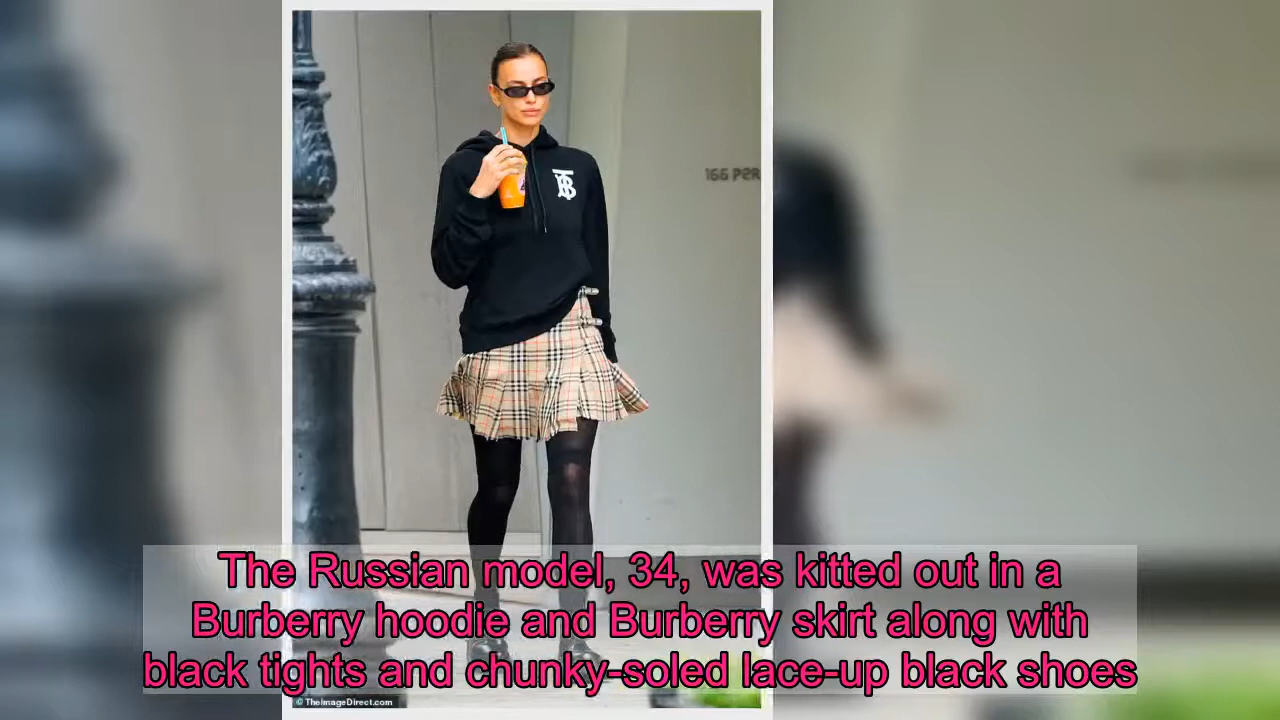 166 PER
The Russian model, 34, was kitted out in a
Burberry hoodie and Burberry skirt along with
black tights and chunky-soled lace-up black shoes
© TheImageDirect.com